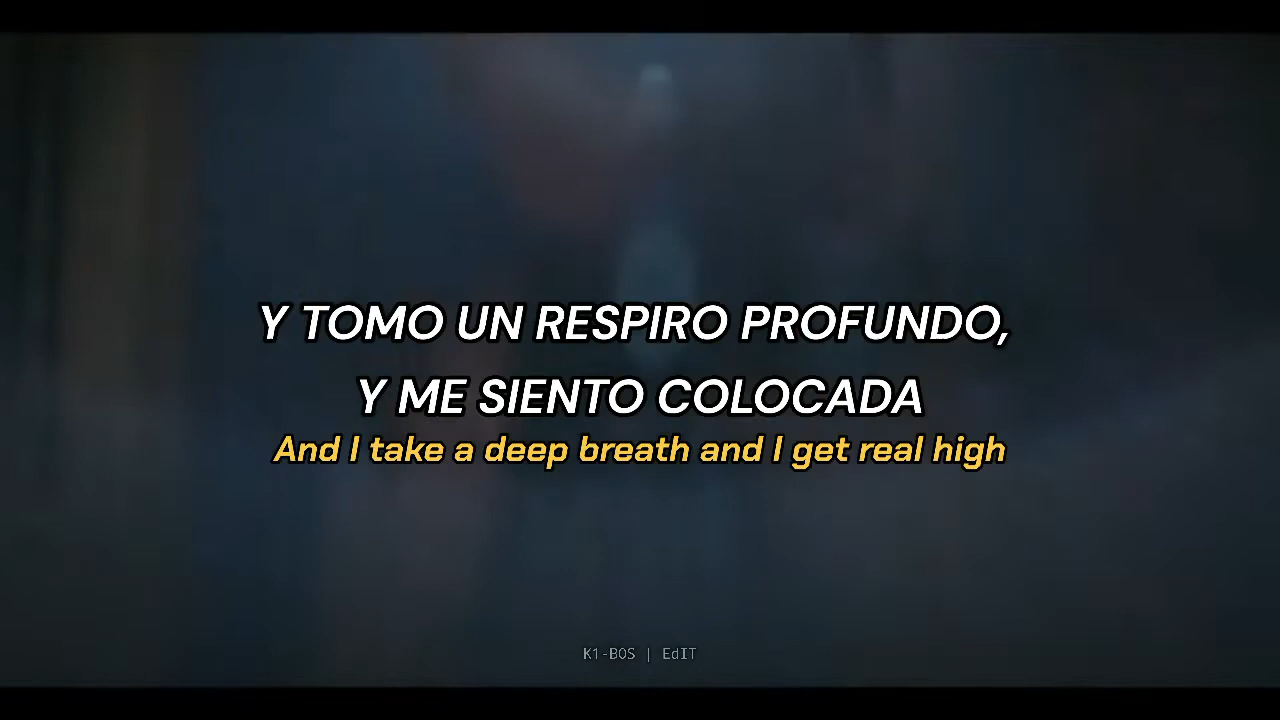 Y TOMO UN RESPIRO PROFUNDO,
Y ME SIENTO COLOCADA
And I take a deep breath and I get real high
K1-BOS | EdIT